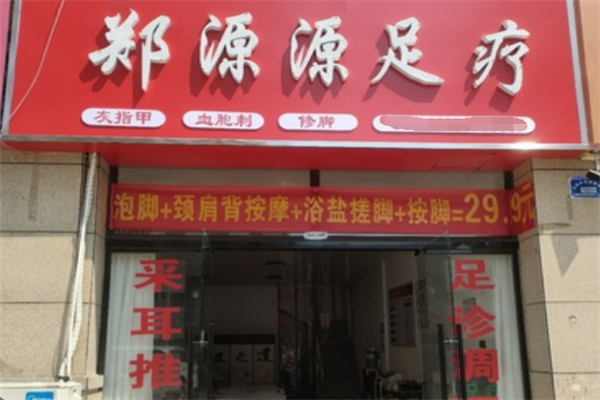 郑源源足疗
灰指甲 血胞刺 修脚
泡脚+颈肩背按摩+浴盐搓脚+按脚=29.9元
采耳推
足诊调